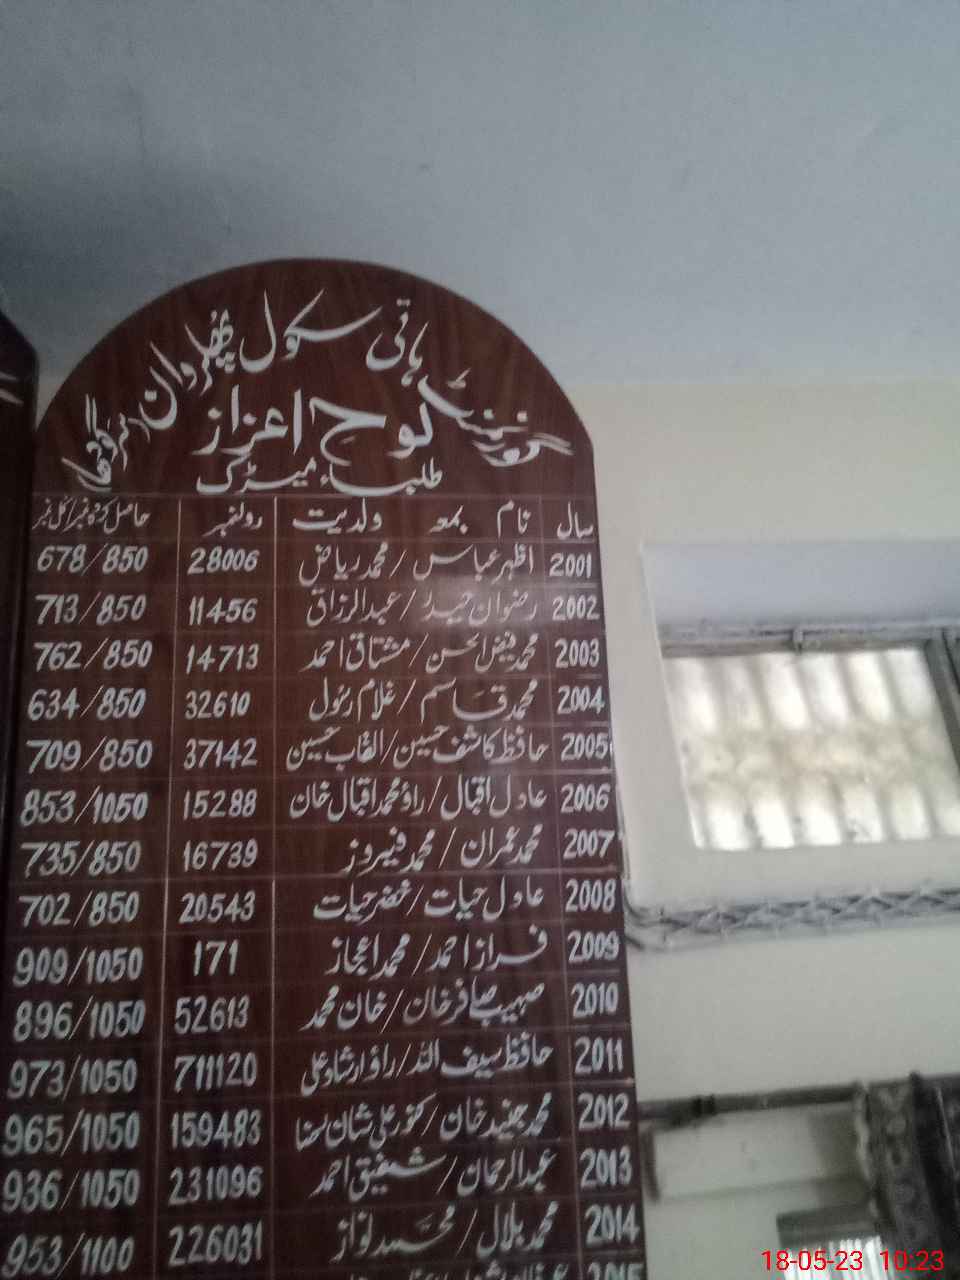 گورنمنٹ ہائی سکول پھلروان (سرگودھا)
لوح اعزاز
طلباء میٹرک
سال نام بمعہ ولدیت رولنمبر حاصل کردہ نمبر/کل نمبر
2001 اظہر عباس / محمد ریاض 28006 678/850
2002 رضوان حیدر / عبدالرزاق 11456 713/850
2003 محمد فیض الحسن / مشتاق احمد 14713 762/850
2004 محمد قاسم / غلام رسول 32610 634/850
2005 حافظ کاشف حسین / القاب حسین 37142 709/850
2006 عادل اقبال / راؤ محمد اقبال خان 15288 853/1050
2007 محمد عمران / محمد فیروز 16739 735/850
2008 عادل حیات / خضر حیات 20543 702/850
2009 فراز احمد / محمد اعجاز 171 909/1050
2010 صہیب ظافر خان / خان محمد 52613 896/1050
2011 حافظ سیف اللہ / راؤ ارشاد علی 711120 973/1050
2012 محمد جنید خان / کنور علی شان 159483 965/1050
2013 عبدالرحمان / شفیق احمد 231096 936/1050
2014 محمد بلال / محمد نواز 226031 953/1100
2015
18-05-23 10:23